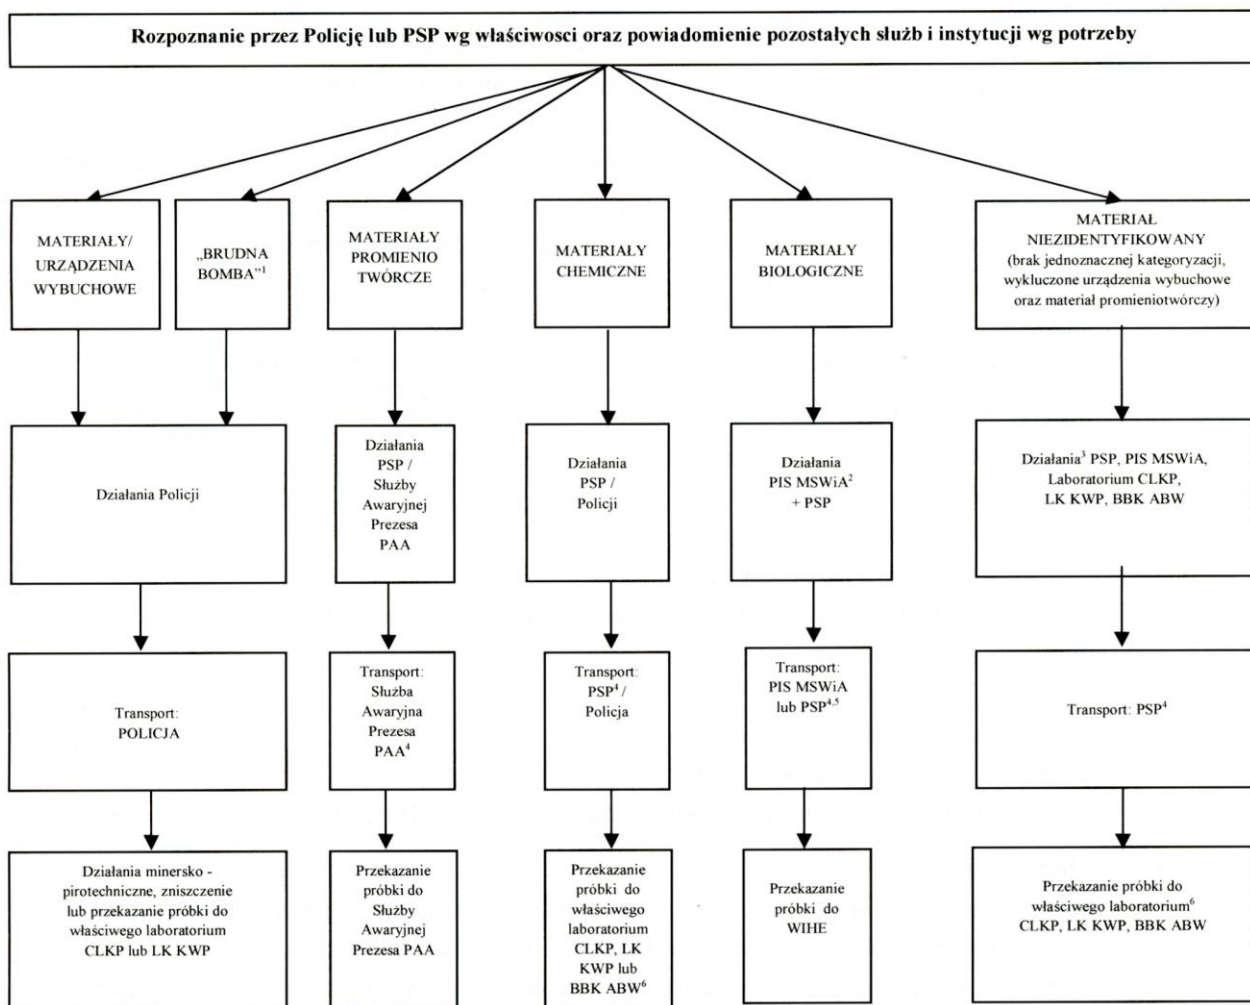 Rozpoznanie przez Policję lub PSP wg właściwosci oraz powiadomienie pozostałych służb i instytucji wg potrzeby
MATERIAŁY/
URZĄDZENIA
WYBUCHOWE
„BRUDNA
BOMBA"¹
MATERIAŁY
PROMIENIO
TWÓRCZE
MATERIAŁY
CHEMICZNE
MATERIAŁY
BIOLOGICZNE
MATERIAŁ
NIEZIDENTYFIKOWANY
(brak jednoznacznej kategoryzacji,
wykluczone urządzenia wybuchowe
oraz materiał promieniotwórczy)
Działania Policji
Działania
PSP /
Służby
Awaryjnej
Prezesa
PAA
Działania
PSP /
Policji
Działania
PIS MSWiA²
+ PSP
Działania³ PSP, PIS MSWiA,
Laboratorium CLKP,
LK KWP, BBK ABW
Transport:
POLICJA
Transport:
Służba
Awaryjna
Prezesa
PAA⁴
Transport:
PSP⁴ /
Policja
Transport:
PIS MSWiA
lub PSP⁴,⁵
Transport: PSP⁴
Działania minersko -
pirotechniczne, zniszczenie
lub przekazanie próbki do
właściwego laboratorium
CLKP lub LK KWP
Przekazanie
próbki do
Służby
Awaryjnej
Prezesa PAA
Przekazanie
próbki do
właściwego
laboratorium
CLKP, LK
KWP lub
BBK ABW⁶
Przekazanie
próbki do
WIHE
Przekazanie próbki do
właściwego laboratorium⁶
CLKP, LK KWP, BBK ABW